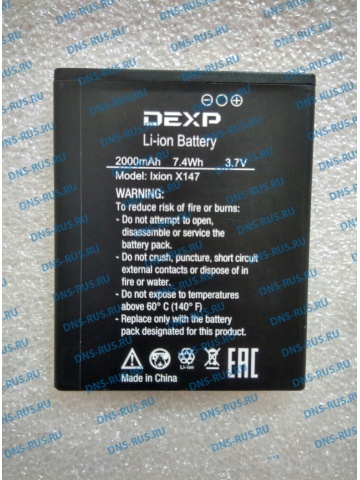 DEXP
Li-ion Battery
2000mAh 7.4Wh 3.7V
Model: Ixion X147
WARNING:
To reduce risk of fire or burns:
- Do not attempt to open,
disassemble or service the
battery pack.
- Do not crush, puncture, short circuit
external contacts or dispose of in
fire or water.
- Do not expose to temperatures
above 60° C (140° F)
- Replace only with the battery
pack designated for this product.
Li-ion
EAC
Made in China
DNS-RUS.RU